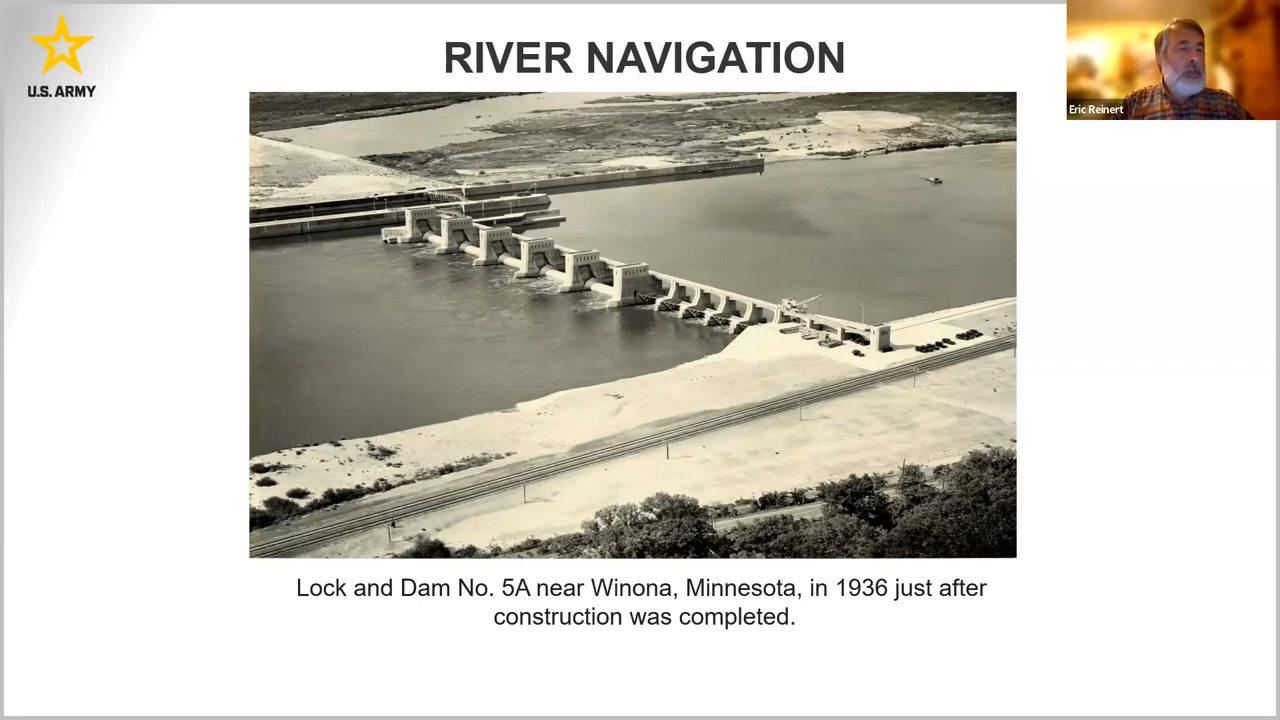 U.S. ARMY
RIVER NAVIGATION
Eric Reinert
Lock and Dam No. 5A near Winona, Minnesota, in 1936 just after
construction was completed.